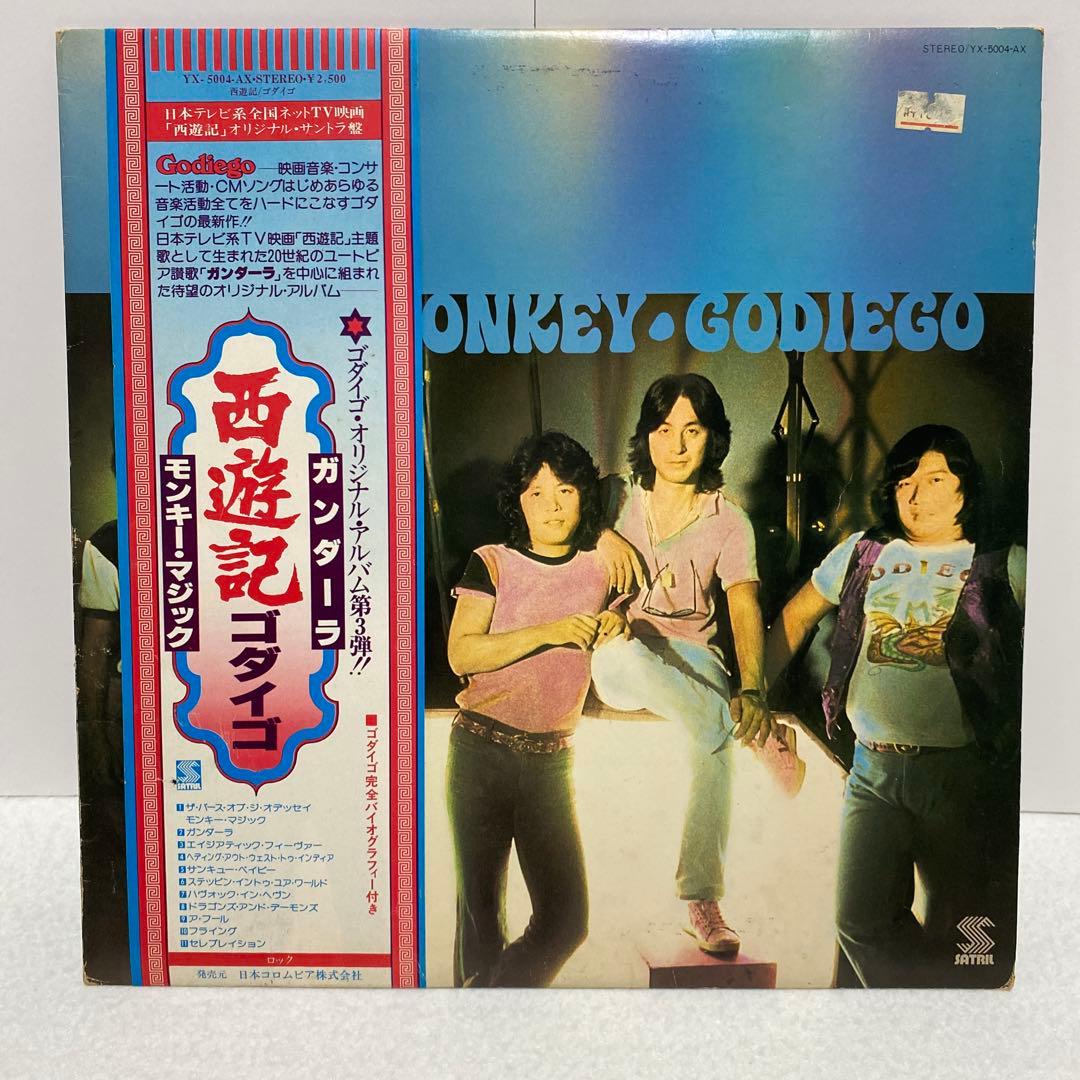 YX-5004-AX・STEREO・¥2,500
西遊記/ゴダイゴ
日本テレビ系全国ネットTV映画
「西遊記」オリジナル・サントラ盤
Godiego──映画音楽・コンサ
ート活動・CMソングはじめあらゆる
音楽活動全てをハードにこなすゴダ
イゴの最新作!!
日本テレビ系TV映画「西遊記」主題
歌として生まれた20世紀のユートピ
ア讃歌「ガンダーラ」を中心に組まれ
た待望のオリジナル・アルバム──
ゴダイゴ・オリジナル・アルバム第3弾!!
ガンダーラ
西遊記
ゴダイゴ
モンキー・マジック
■ゴダイゴ完全バイオグラフィー付き
SATRIL
1 ザ・バース・オブ・ジ・オデッセイ
モンキー・マジック
2 ガンダーラ
3 エイジアティック・フィーヴァー
4 ヘディング・アウト・ウェスト・トゥ・インディア
5 サンキュー・ベイビー
6 ステッピン・イントゥ・ユア・ワールド
7 ハヴォック・イン・ヘヴン
8 ドラゴンズ・アンド・デーモンズ
9 ア・フール
10 フライング
11 セレブレイション
ロック
発売元 日本コロムビア株式会社
STEREO/YX-5004-AX
ONKEY・GODIEGO
ODIEGO
SATRIL